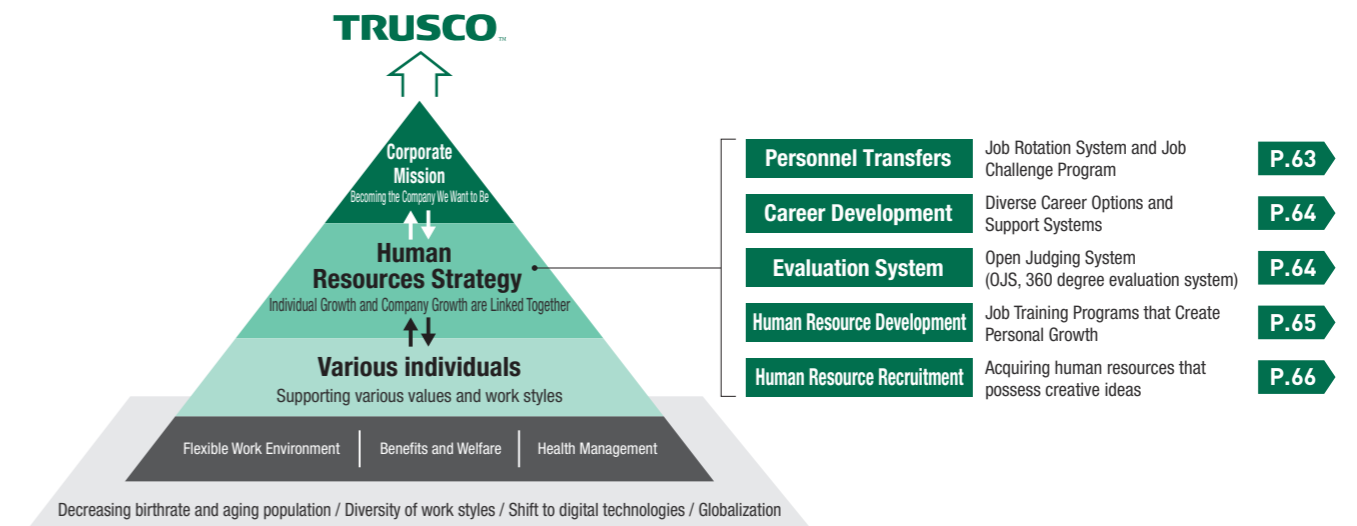 TRUSCO™
Corporate
Mission
Becoming the Company We Want to Be
Human
Resources Strategy
Individual Growth and Company Growth are Linked Together
Various individuals
Supporting various values and work styles
Flexible Work Environment
Benefits and Welfare
Health Management
Decreasing birthrate and aging population / Diversity of work styles / Shift to digital technologies / Globalization
Personnel Transfers
Job Rotation System and Job
Challenge Program
P.63
Career Development
Diverse Career Options and
Support Systems
P.64
Evaluation System
Open Judging System
(OJS, 360 degree evaluation system)
P.64
Human Resource Development
Job Training Programs that Create
Personal Growth
P.65
Human Resource Recruitment
Acquiring human resources that
possess creative ideas
P.66